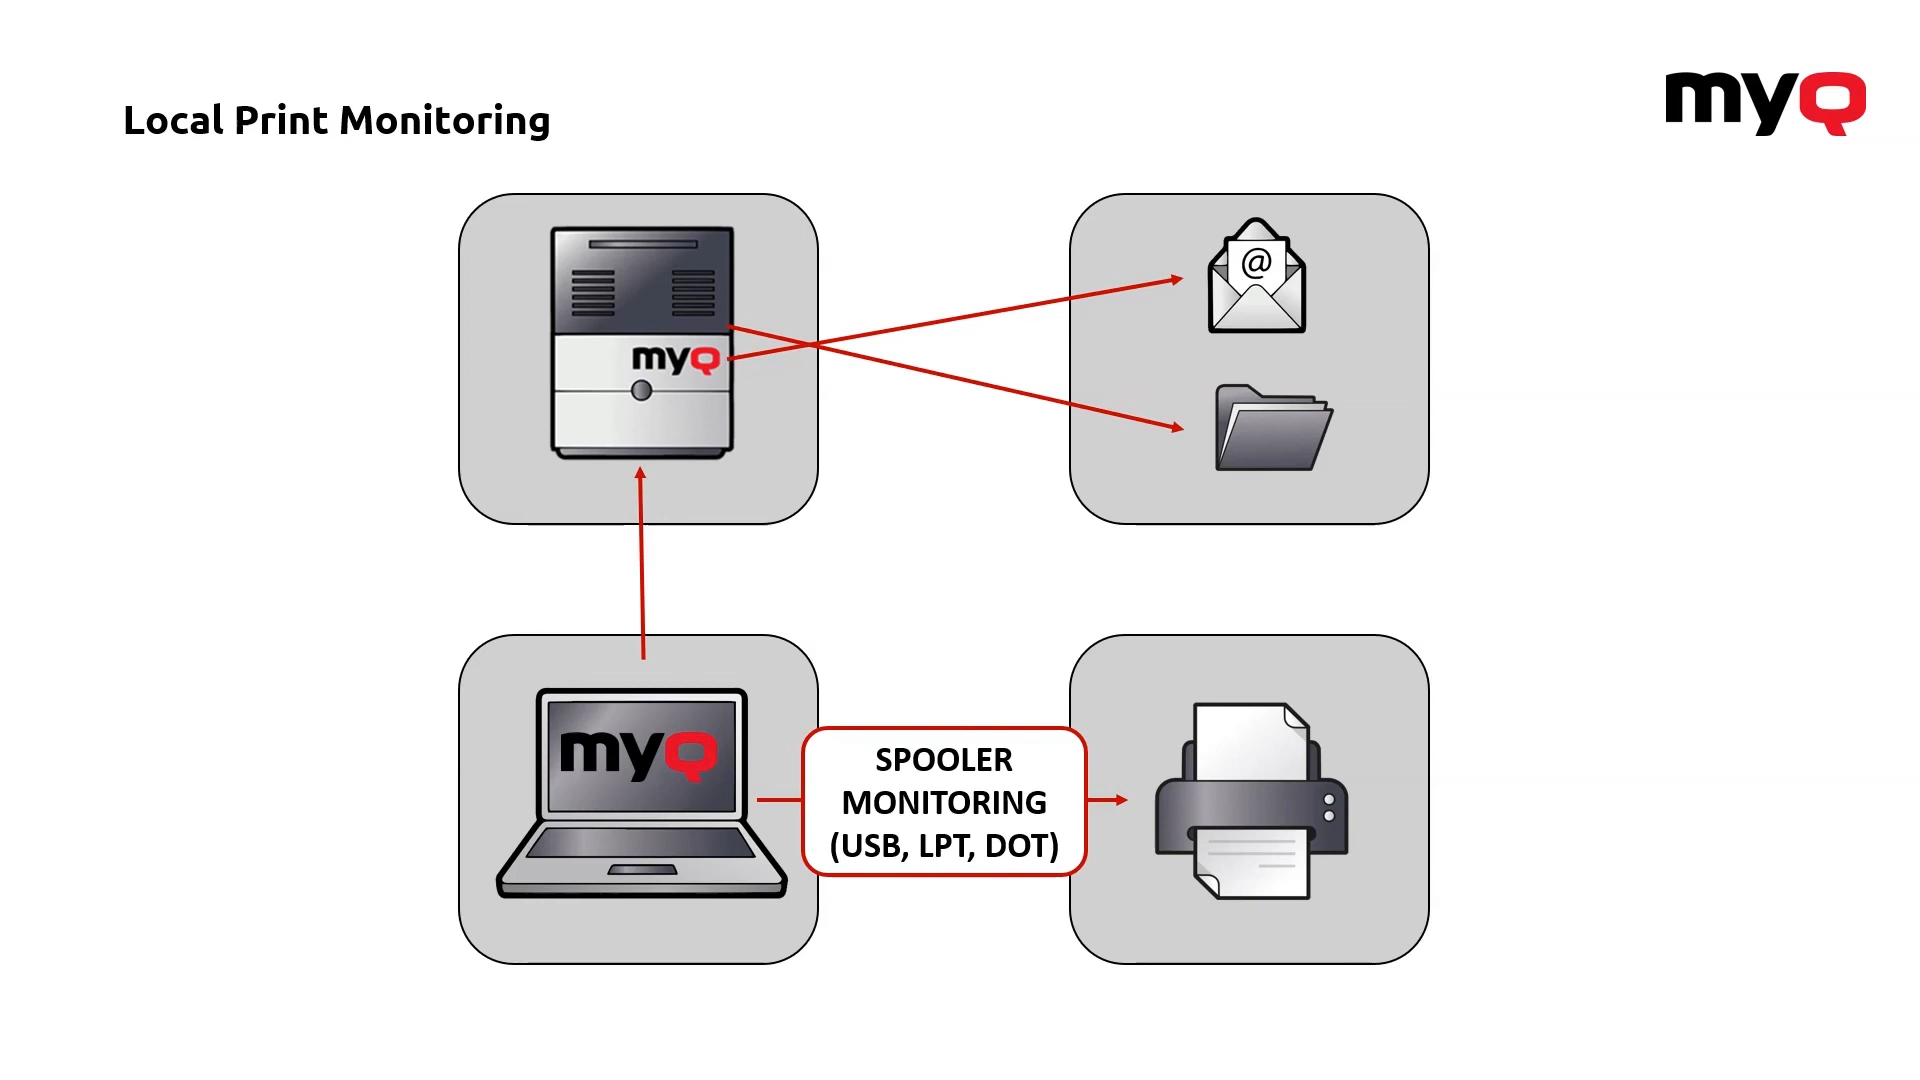 Local Print Monitoring
myQ
myQ
@
myQ
SPOOLER
MONITORING
(USB, LPT, DOT)